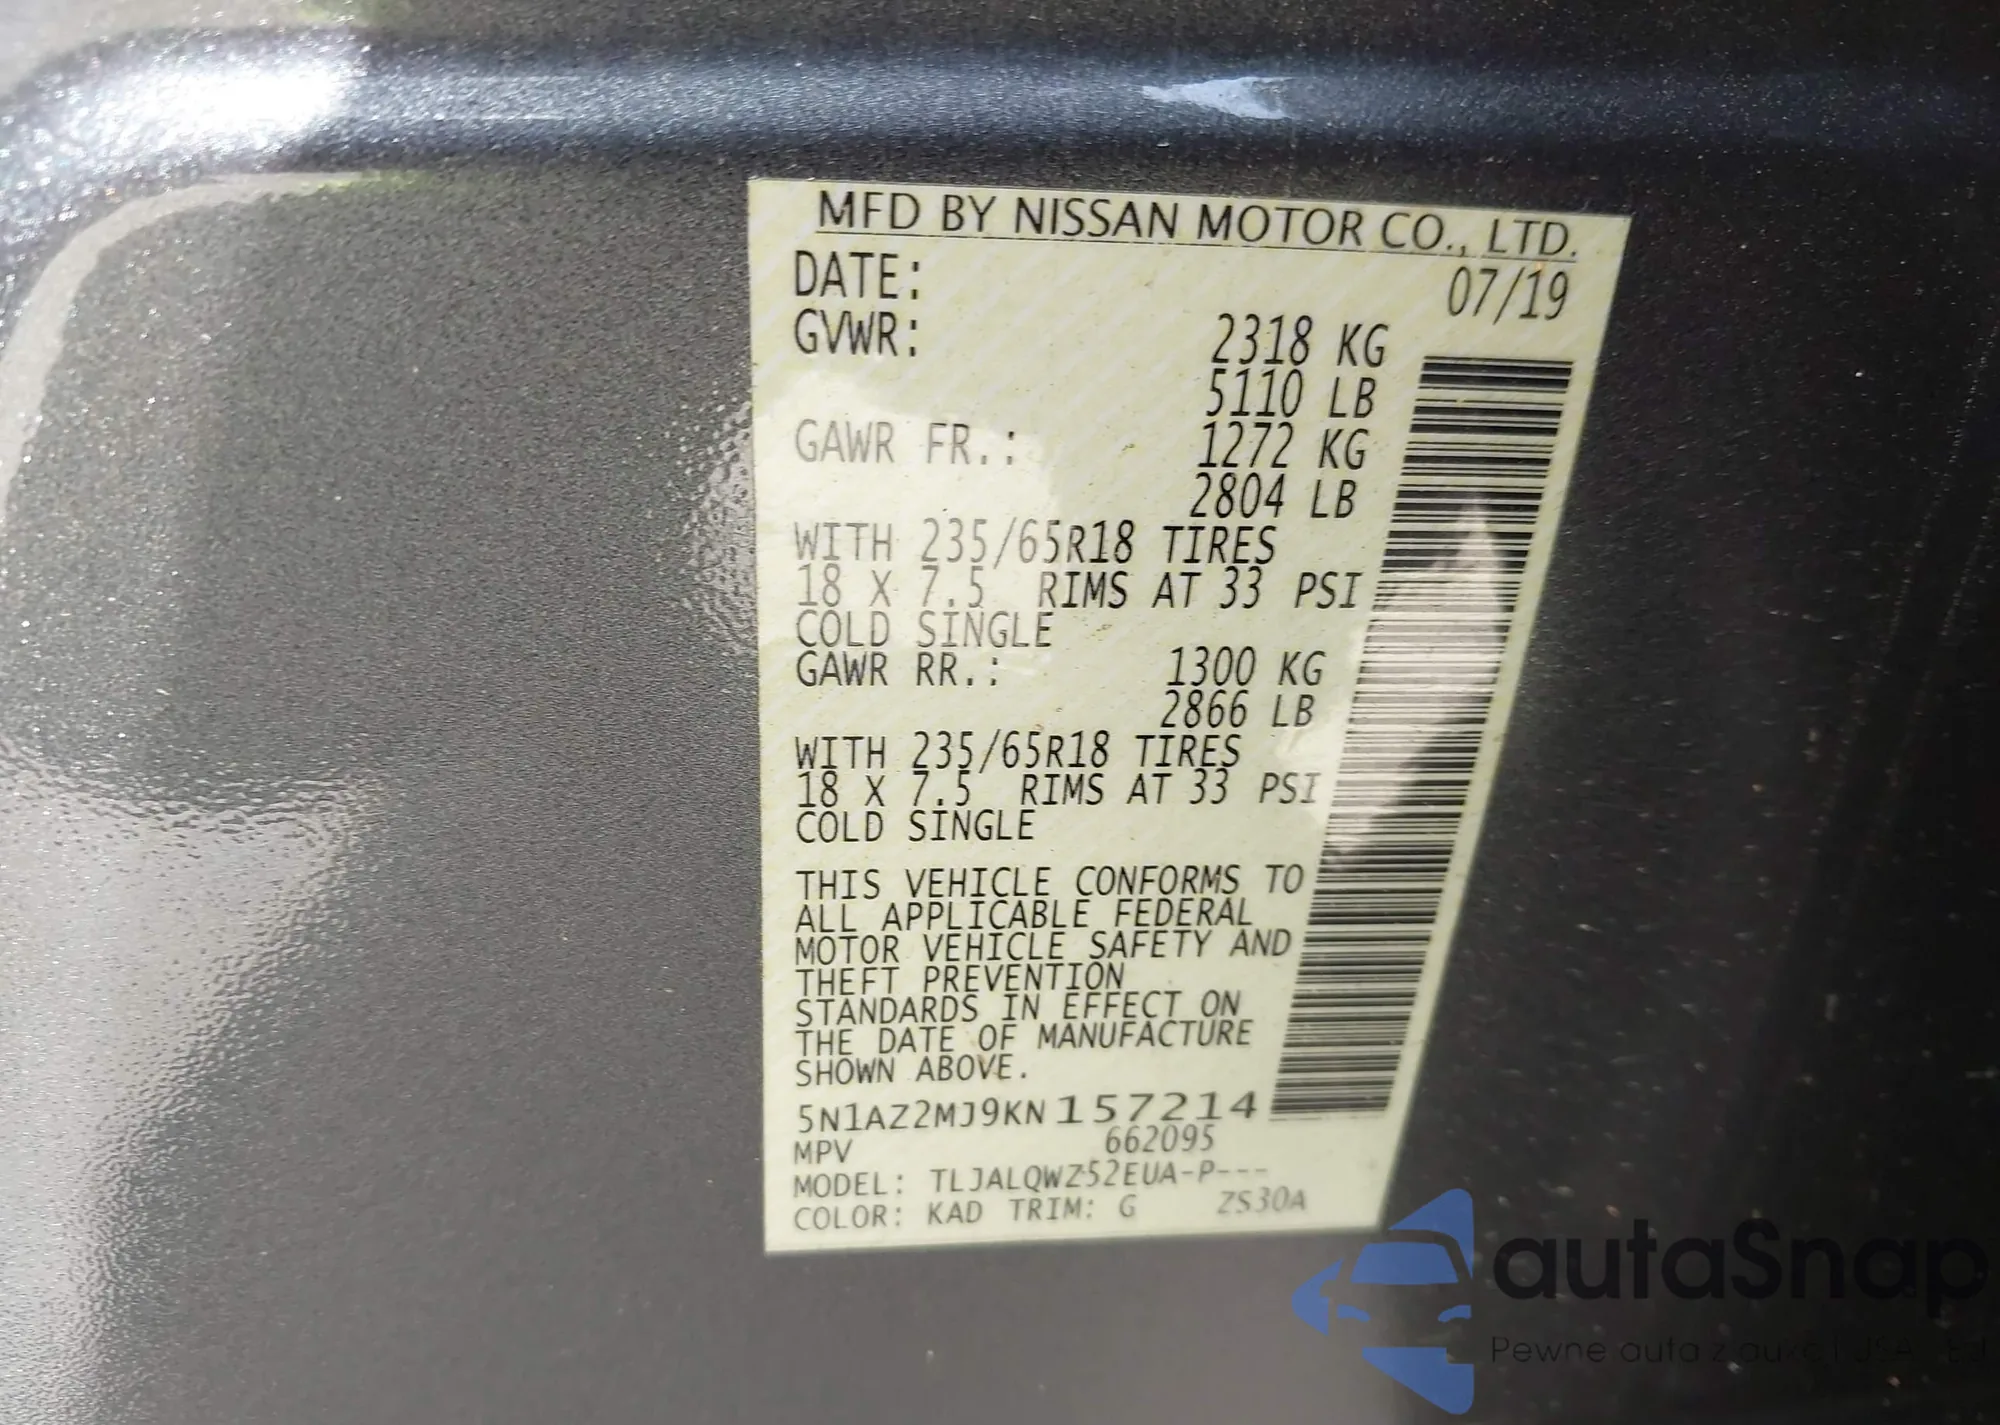 MFD BY NISSAN MOTOR CO., LTD.
DATE: 07/19
GVWR: 2318 KG
5110 LB
GAWR FR.: 1272 KG
2804 LB
WITH 235/65R18 TIRES
18 X 7.5 RIMS AT 33 PSI
COLD SINGLE
GAWR RR.: 1300 KG
2866 LB
WITH 235/65R18 TIRES
18 X 7.5 RIMS AT 33 PSI
COLD SINGLE
THIS VEHICLE CONFORMS TO
ALL APPLICABLE FEDERAL
MOTOR VEHICLE SAFETY AND
THEFT PREVENTION
STANDARDS IN EFFECT ON
THE DATE OF MANUFACTURE
SHOWN ABOVE.
5N1AZ2MJ9KN157214
MPV 662095
MODEL: TLJALQWZ52EUA-P---
COLOR: KAD TRIM: G ZS30A
autaSnap
Pewne auta z